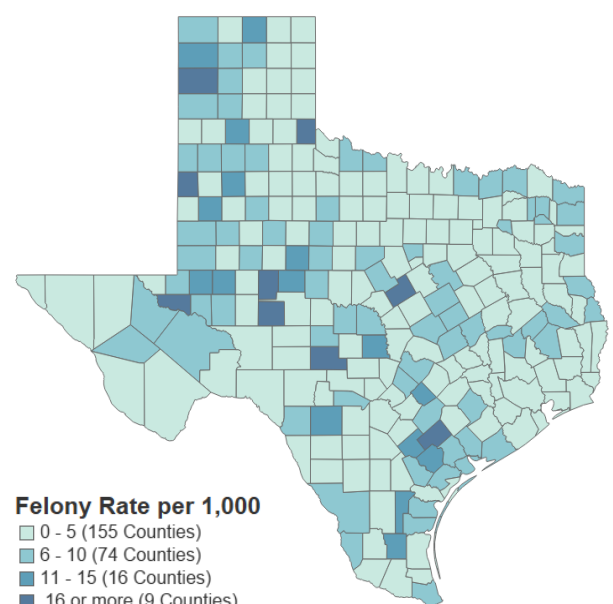 Felony Rate per 1,000
0 - 5 (155 Counties)
6 - 10 (74 Counties)
11 - 15 (16 Counties)
16 or more (9 Counties)